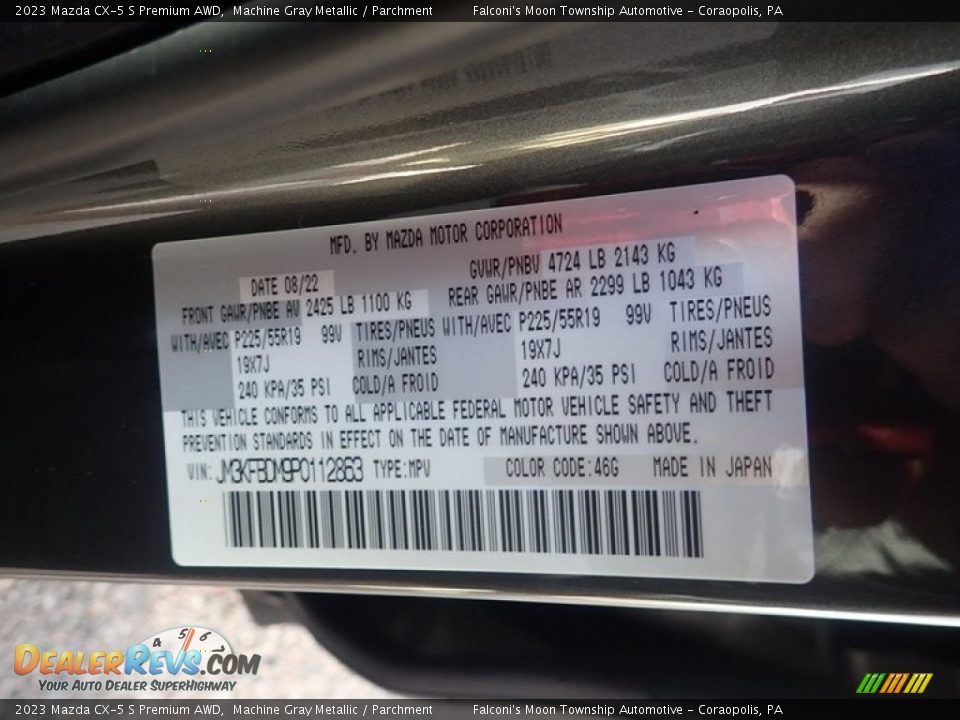 2023 Mazda CX-5 S Premium AWD, Machine Gray Metallic / Parchment Falconi's Moon Township Automotive - Coraopolis, PA
MFD. BY MAZDA MOTOR CORPORATION
DATE 08/22 GVWR/PNBV 4724 LB 2143 KG
FRONT GAWR/PNBE AV 2425 LB 1100 KG REAR GAWR/PNBE AR 2299 LB 1043 KG
WITH/AVEC P225/55R19 99V TIRES/PNEUS WITH/AVEC P225/55R19 99V TIRES/PNEUS
19X7J RIMS/JANTES 19X7J RIMS/JANTES
240 KPA/35 PSI COLD/A FROID 240 KPA/35 PSI COLD/A FROID
THIS VEHICLE CONFORMS TO ALL APPLICABLE FEDERAL MOTOR VEHICLE SAFETY AND THEFT
PREVENTION STANDARDS IN EFFECT ON THE DATE OF MANUFACTURE SHOWN ABOVE.
VIN: JM3KFBDM9P0112863 TYPE:MPV COLOR CODE:46G MADE IN JAPAN
4 5 6
DealerRevs.com
Your Auto Dealer SuperHighway
2023 Mazda CX-5 S Premium AWD, Machine Gray Metallic / Parchment Falconi's Moon Township Automotive - Coraopolis, PA